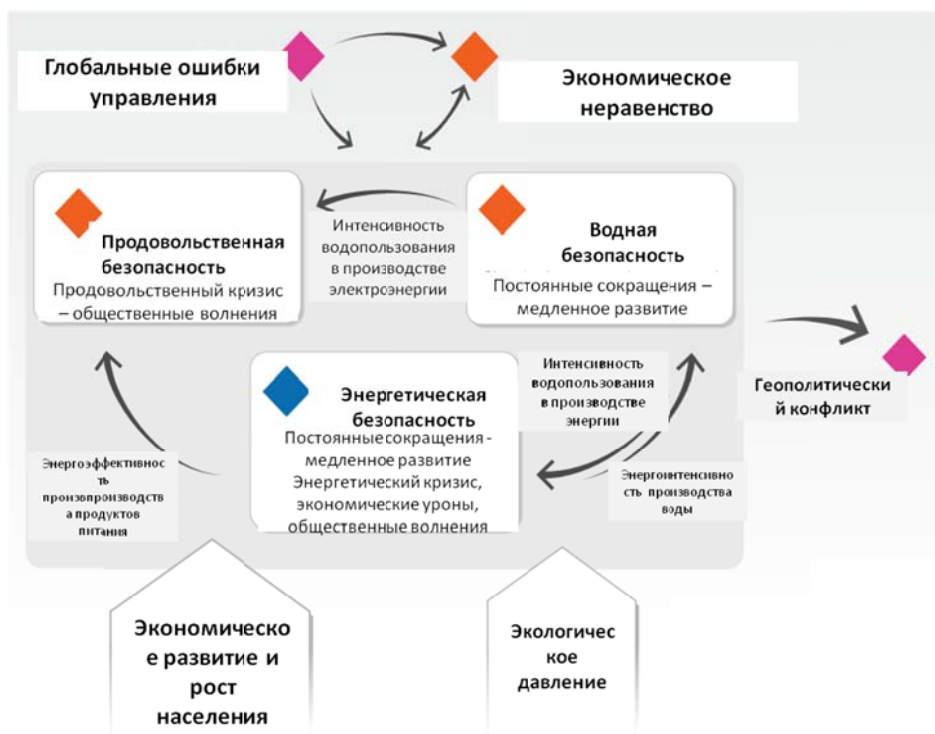 Глобальные ошибки
управления
Экономическое
неравенство
Продовольственная
безопасность
Продовольственный кризис
– общественные волнения
Интенсивность
водопользования
в производстве
электроэнергии
Водная
безопасность
Постоянные сокращения –
медленное развитие
Энергетическая
безопасность
Постоянные сокращения -
медленное развитие
Энергетический кризис,
экономические уроны,
общественные волнения
Интенсивность
водопользования
в производстве
энергии
Геополитически
й конфликт
Энергоэффективнос
ть
произвпроизводств
а продуктов
питания
Энергоинтенсивно
сть производства
воды
Экономическо
е развитие и
рост
населения
Экологичес
кое
давление